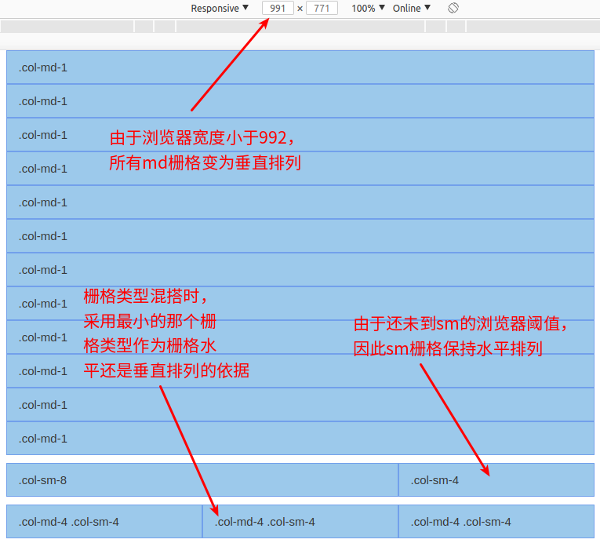 Responsive ▼ 991 × 771 100% ▼ Online ▼
.col-md-1
.col-md-1
.col-md-1
由于浏览器宽度小于992，
所有md栅格变为垂直排列
.col-md-1
.col-md-1
.col-md-1
.col-md-1
.col-md-1
栅格类型混搭时，
采用最小的那个栅
格类型作为栅格水
平还是垂直排列的依据
由于还未到sm的浏览器阈值，
因此sm栅格保持水平排列
.col-md-1
.col-md-1
.col-md-1
.col-md-1
.col-sm-8 .col-sm-4
.col-md-4 .col-sm-4 .col-md-4 .col-sm-4 .col-md-4 .col-sm-4